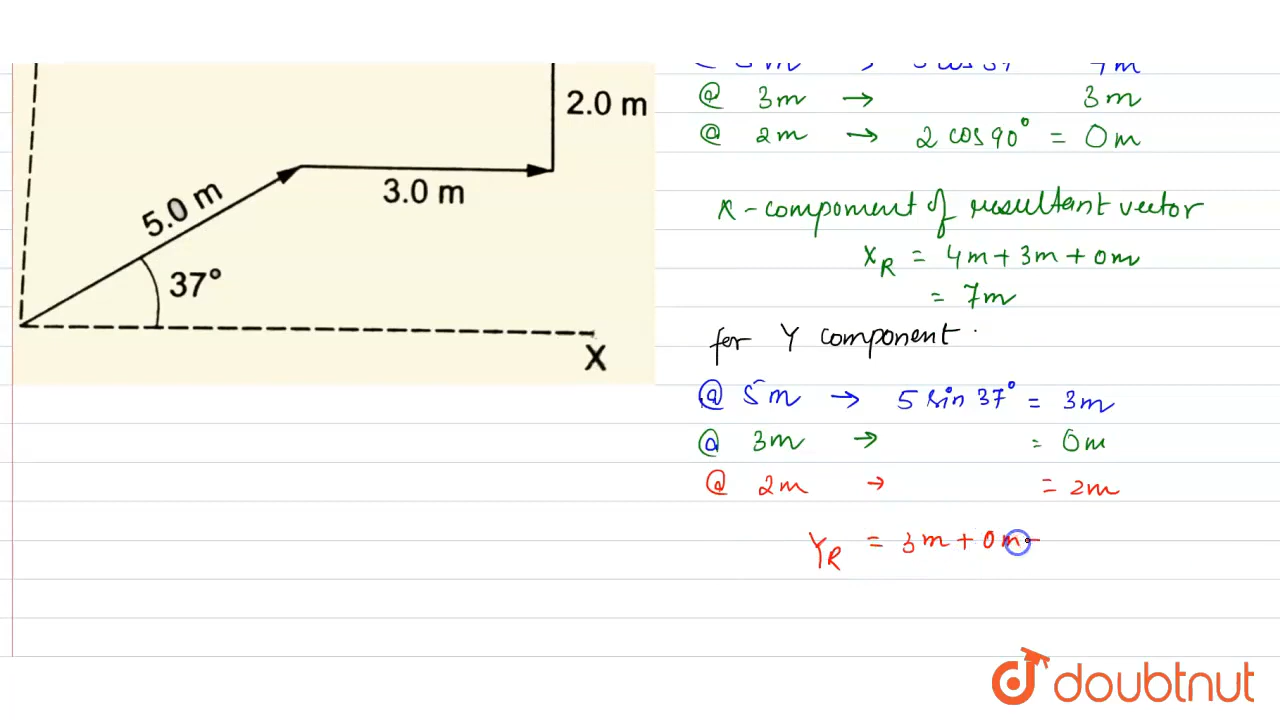 2.0 m
5.0 m
3.0 m
37°
X
@ 3m → 3m
@ 2m → 2 cos 90° = 0m
X - component of resultant vector
X_R = 4m + 3m + 0m
= 7m
for Y component .
@ 5m → 5 sin 37° = 3m
@ 3m → = 0m
@ 2m → = 2m
Y_R = 3m + 0m
doubtnut